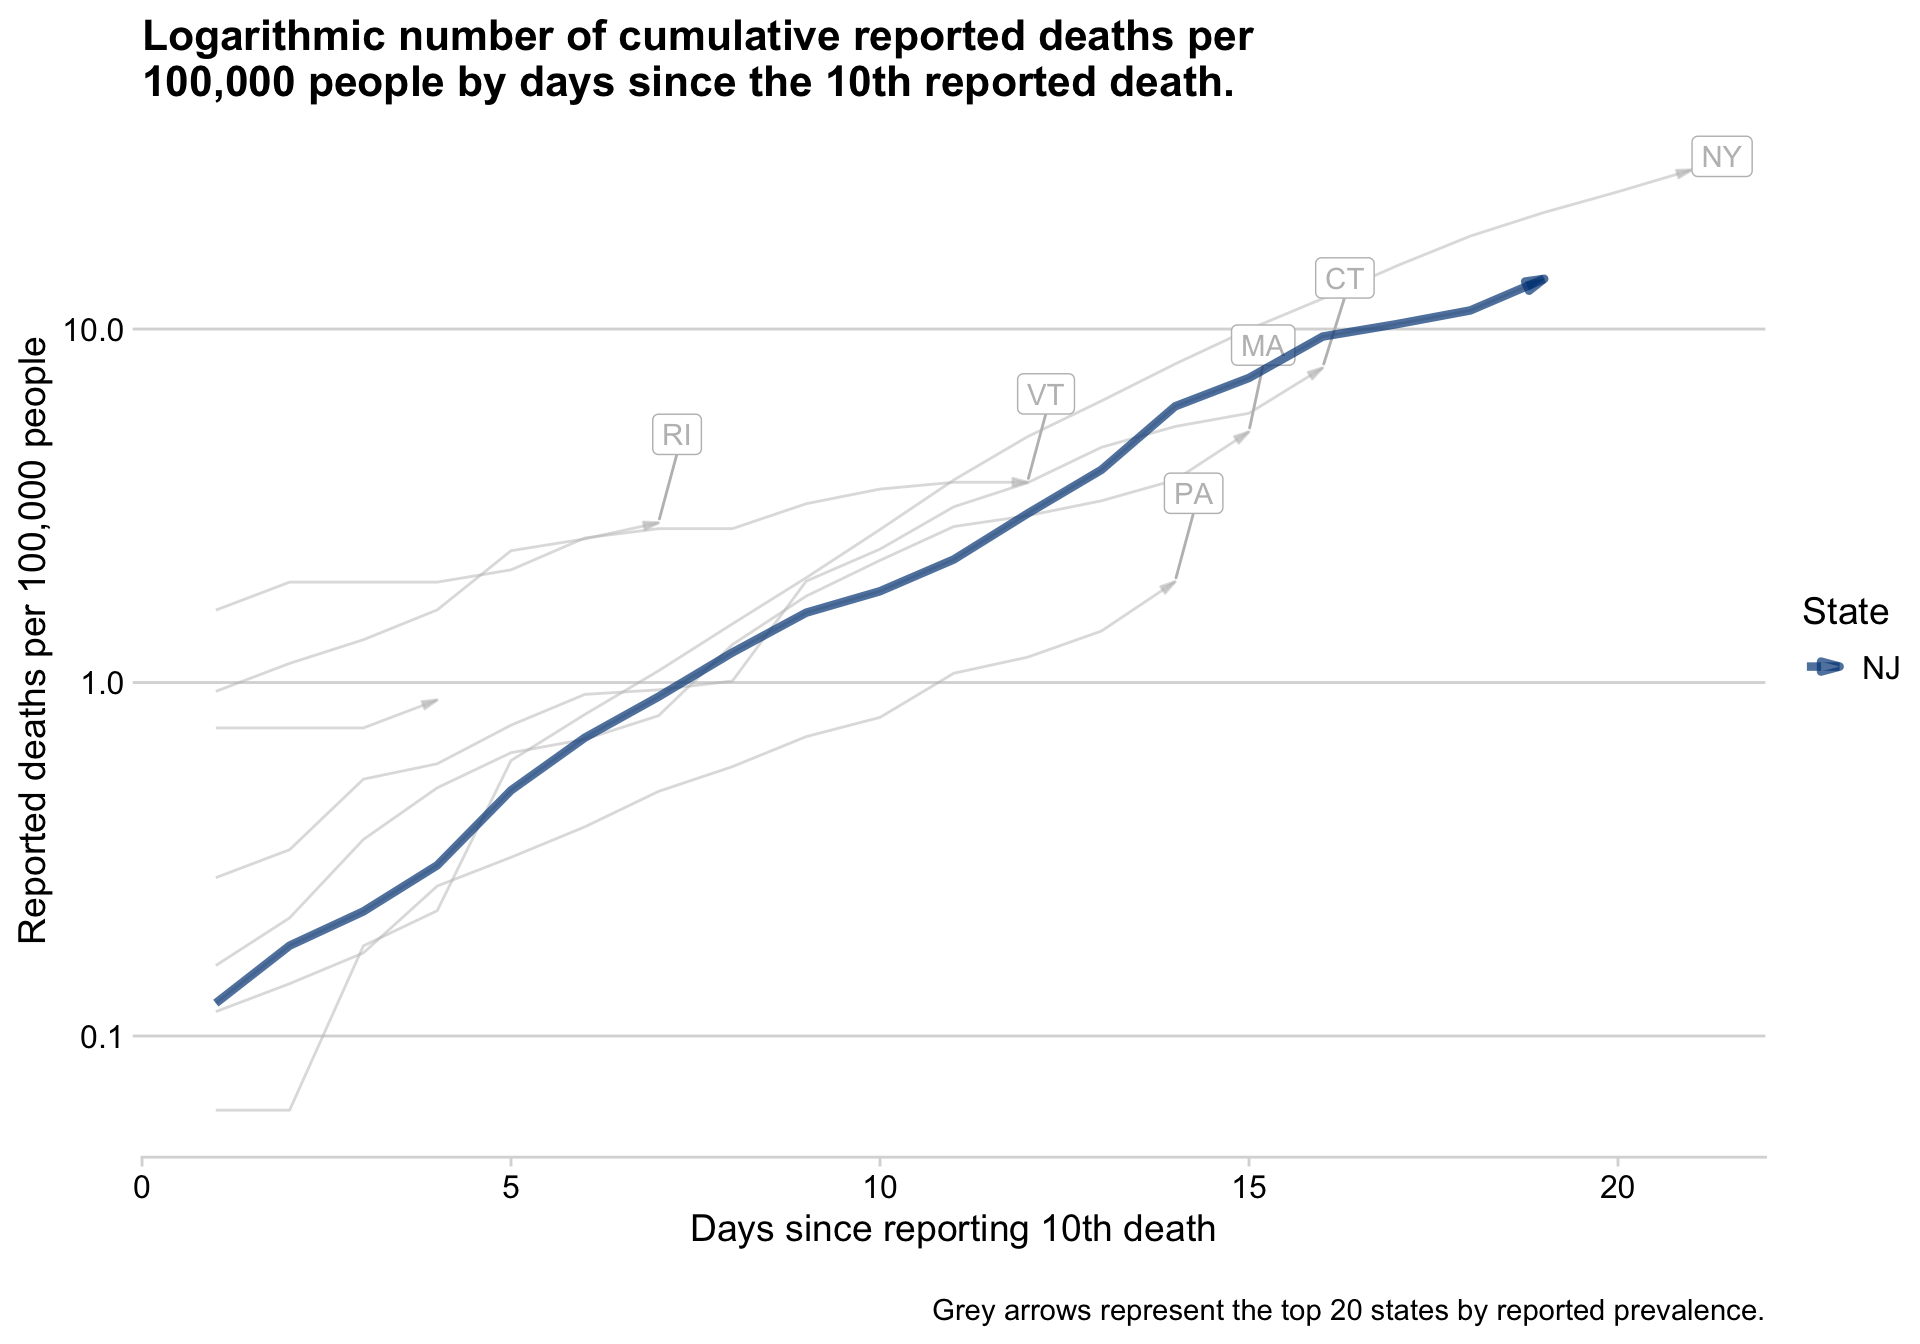 Logarithmic number of cumulative reported deaths per
100,000 people by days since the 10th reported death.
NY
CT
MA
VT
RI
PA
10.0
1.0
0.1
Reported deaths per 100,000 people
State
NJ
0 5 10 15 20
Days since reporting 10th death
Grey arrows represent the top 20 states by reported prevalence.